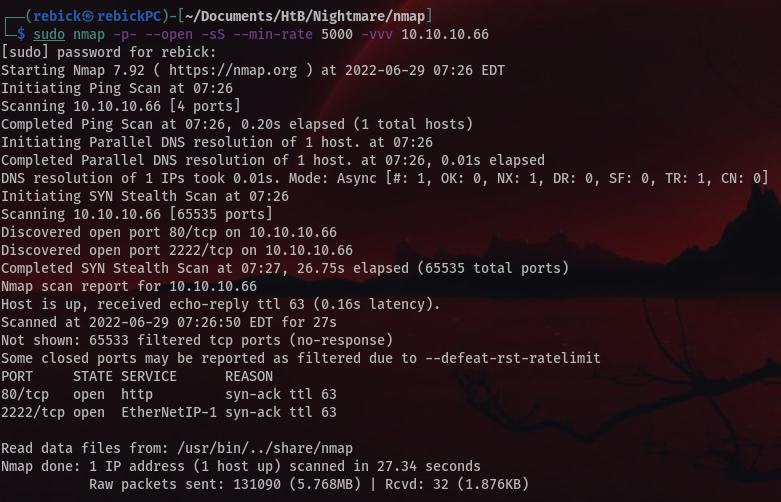 ┌──(rebick㉿rebickPC)-[~/Documents/HtB/Nightmare/nmap]
└─$ sudo nmap -p- --open -sS --min-rate 5000 -vvv 10.10.10.66
[sudo] password for rebick:
Starting Nmap 7.92 ( https://nmap.org ) at 2022-06-29 07:26 EDT
Initiating Ping Scan at 07:26
Scanning 10.10.10.66 [4 ports]
Completed Ping Scan at 07:26, 0.20s elapsed (1 total hosts)
Initiating Parallel DNS resolution of 1 host. at 07:26
Completed Parallel DNS resolution of 1 host. at 07:26, 0.01s elapsed
DNS resolution of 1 IPs took 0.01s. Mode: Async [#: 1, OK: 0, NX: 1, DR: 0, SF: 0, TR: 1, CN: 0]
Initiating SYN Stealth Scan at 07:26
Scanning 10.10.10.66 [65535 ports]
Discovered open port 80/tcp on 10.10.10.66
Discovered open port 2222/tcp on 10.10.10.66
Completed SYN Stealth Scan at 07:27, 26.75s elapsed (65535 total ports)
Nmap scan report for 10.10.10.66
Host is up, received echo-reply ttl 63 (0.16s latency).
Scanned at 2022-06-29 07:26:50 EDT for 27s
Not shown: 65533 filtered tcp ports (no-response)
Some closed ports may be reported as filtered due to --defeat-rst-ratelimit
PORT     STATE SERVICE      REASON
80/tcp   open  http         syn-ack ttl 63
2222/tcp open  EtherNetIP-1 syn-ack ttl 63
Read data files from: /usr/bin/../share/nmap
Nmap done: 1 IP address (1 host up) scanned in 27.34 seconds
           Raw packets sent: 131090 (5.768MB) | Rcvd: 32 (1.876KB)